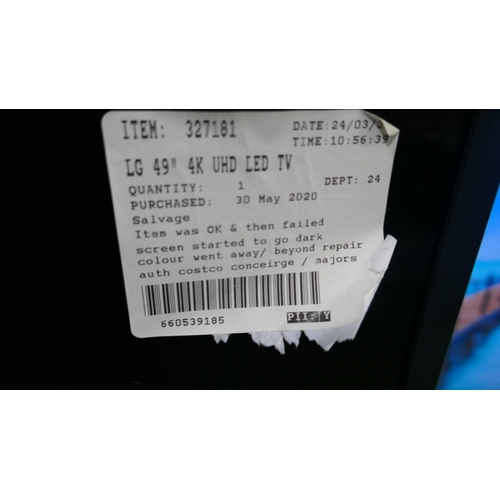 ITEM: 327181
DATE:24/03/2
TIME:10:56:39
LG 49" 4K UHD LED TV
QUANTITY: 1
DEPT: 24
PURCHASED: 30 May 2020
Salvage
Item was OK & then failed
screen started to go dark
colour went away/ beyond repair
auth costco conceirge / majors
660539185